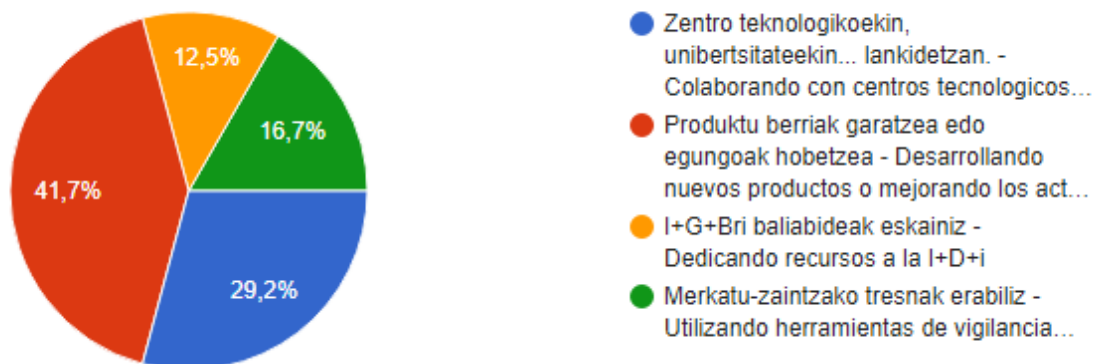 12,5%
16,7%
41,7%
29,2%
Zentro teknologikoekin,
unibertsitateekin... lankidetzan. -
Colaborando con centros tecnologicos…
Produktu berriak garatzea edo
egungoak hobetzea - Desarrollando
nuevos productos o mejorando los act…
I+G+Bri baliabideak eskainiz -
Dedicando recursos a la I+D+i
Merkatu-zaintzako tresnak erabiliz -
Utilizando herramientas de vigilancia…